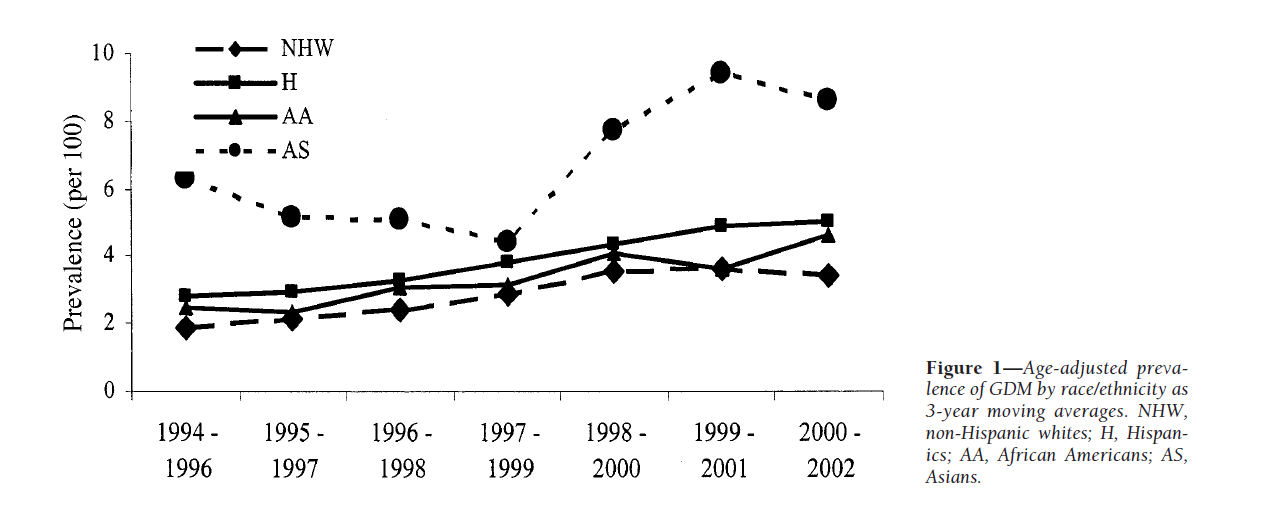 NHW
H
AA
AS
Prevalence (per 100)
10
8
6
4
2
0
1994 - 1995 - 1996 - 1997 - 1998 - 1999 - 2000 -
1996 1997 1998 1999 2000 2001 2002
Figure 1—Age-adjusted preva-
lence of GDM by race/ethnicity as
3-year moving averages. NHW,
non-Hispanic whites; H, Hispan-
ics; AA, African Americans; AS,
Asians.